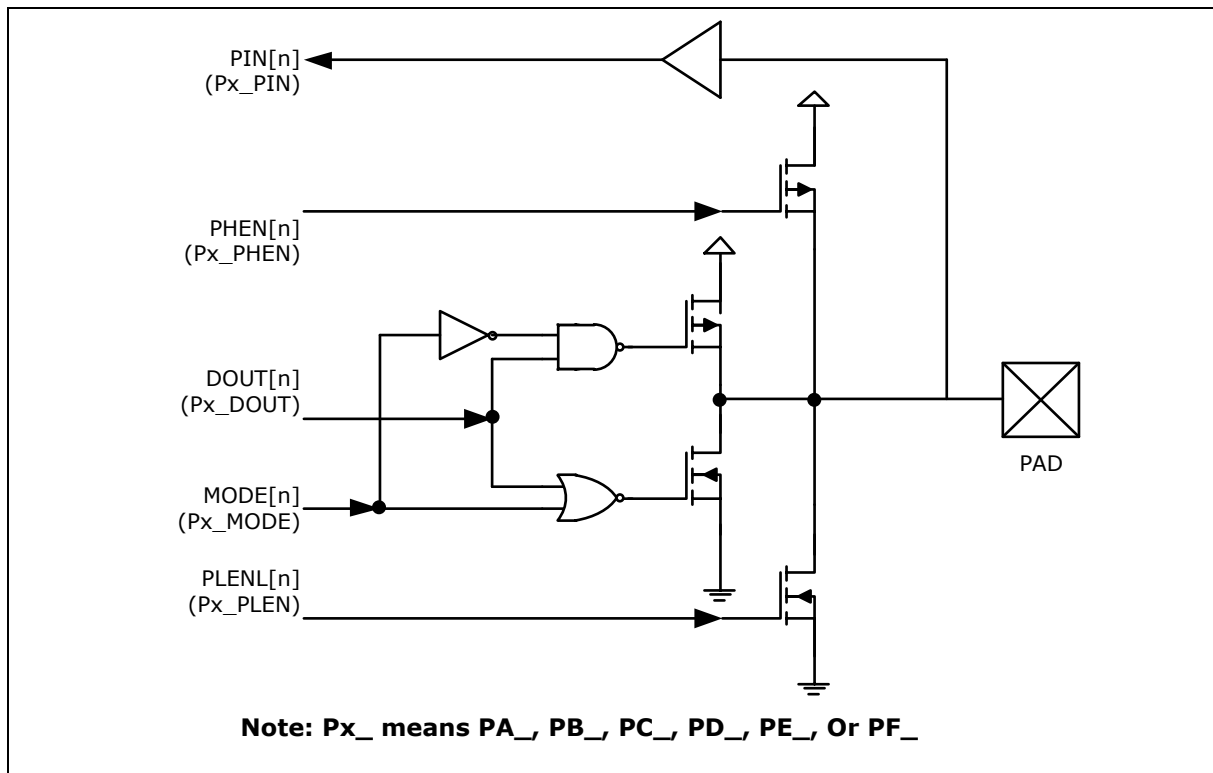 PIN[n]
(Px_PIN)
PHEN[n]
(Px_PHEN)
DOUT[n]
(Px_DOUT)
MODE[n]
(Px_MODE)
PAD
PLENL[n]
(Px_PLEN)
Note: Px_ means PA_, PB_, PC_, PD_, PE_, Or PF_